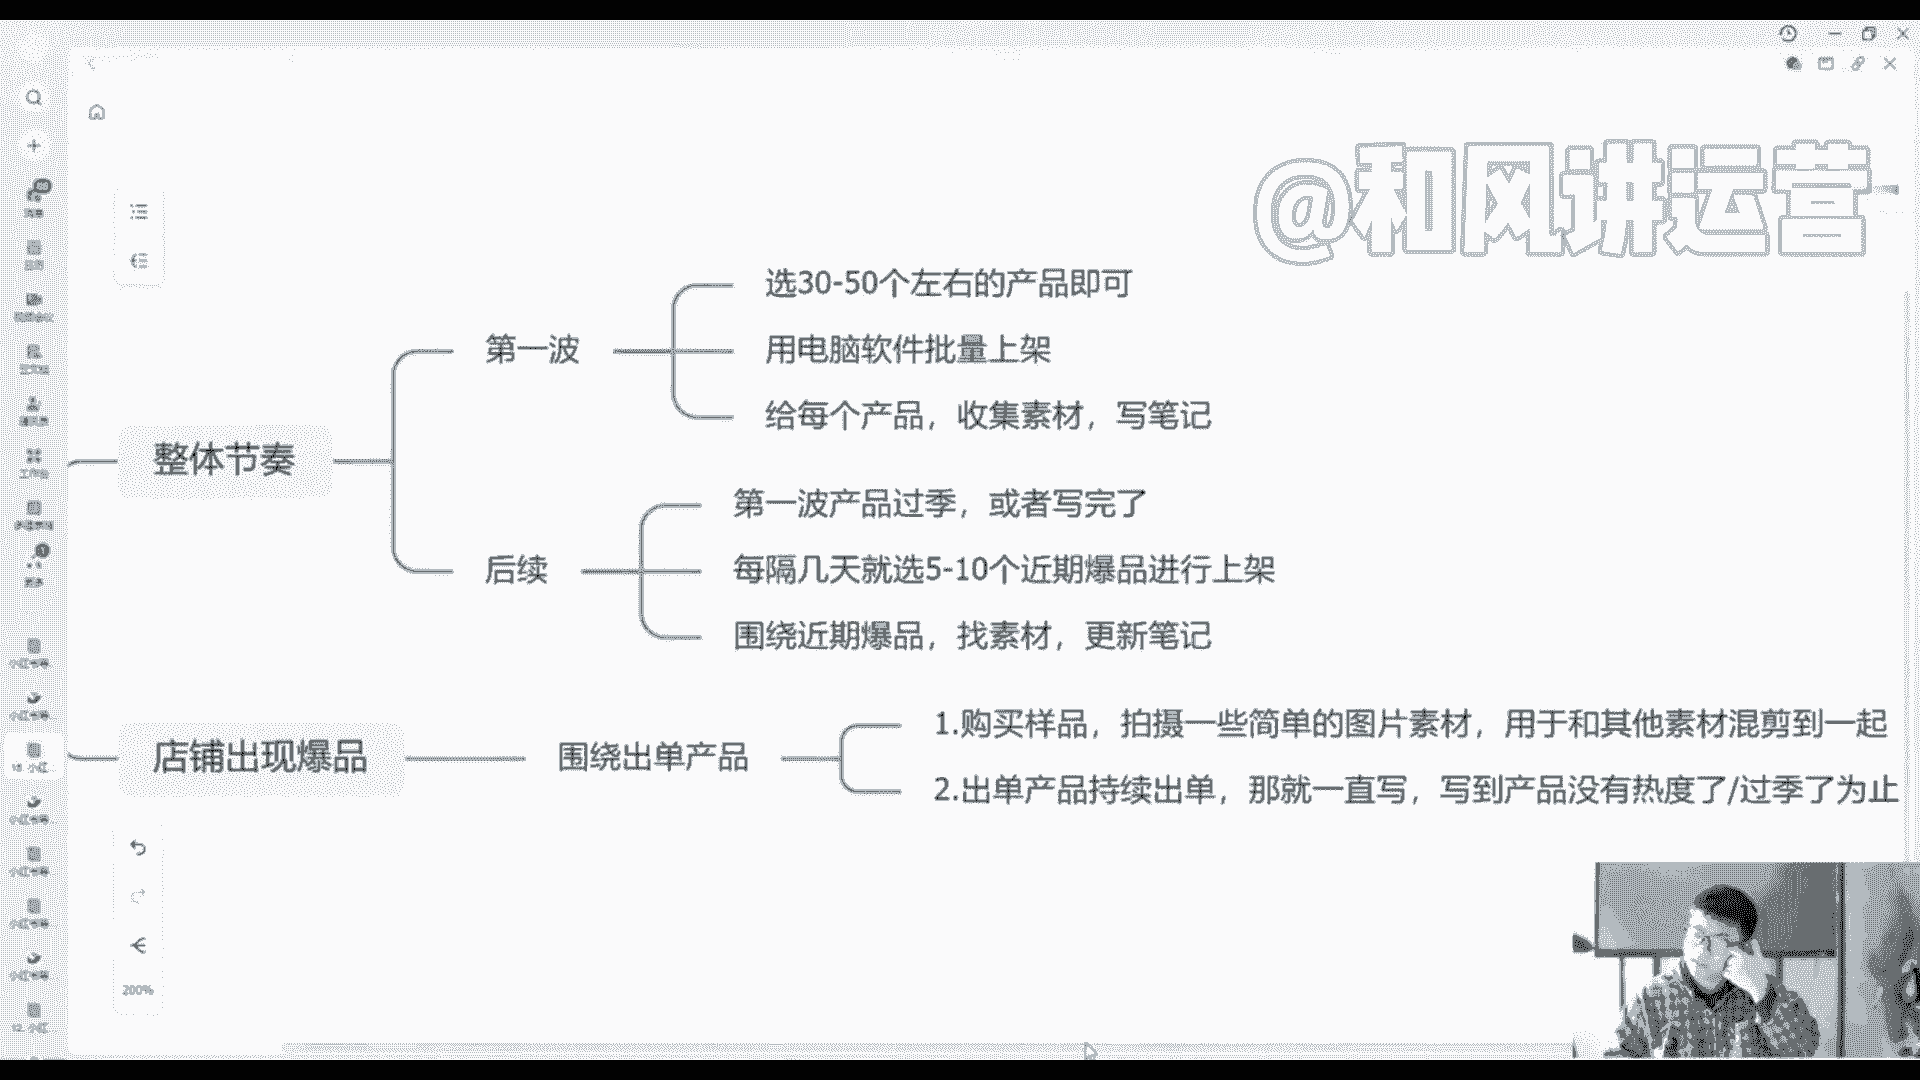 @和风讲运营
选30-50个左右的产品即可
第一波
用电脑软件批量上架
给每个产品，收集素材，写笔记
整体节奏
第一波产品过季，或者写完了
后续
每隔几天就选5-10个近期爆品进行上架
围绕近期爆品，找素材，更新笔记
1.购买样品，拍摄一些简单的图片素材，用于和其他素材混剪到一起
店铺出现爆品
围绕出单产品
2.出单产品持续出单，那就一直写，写到产品没有热度了/过季了为止
200%